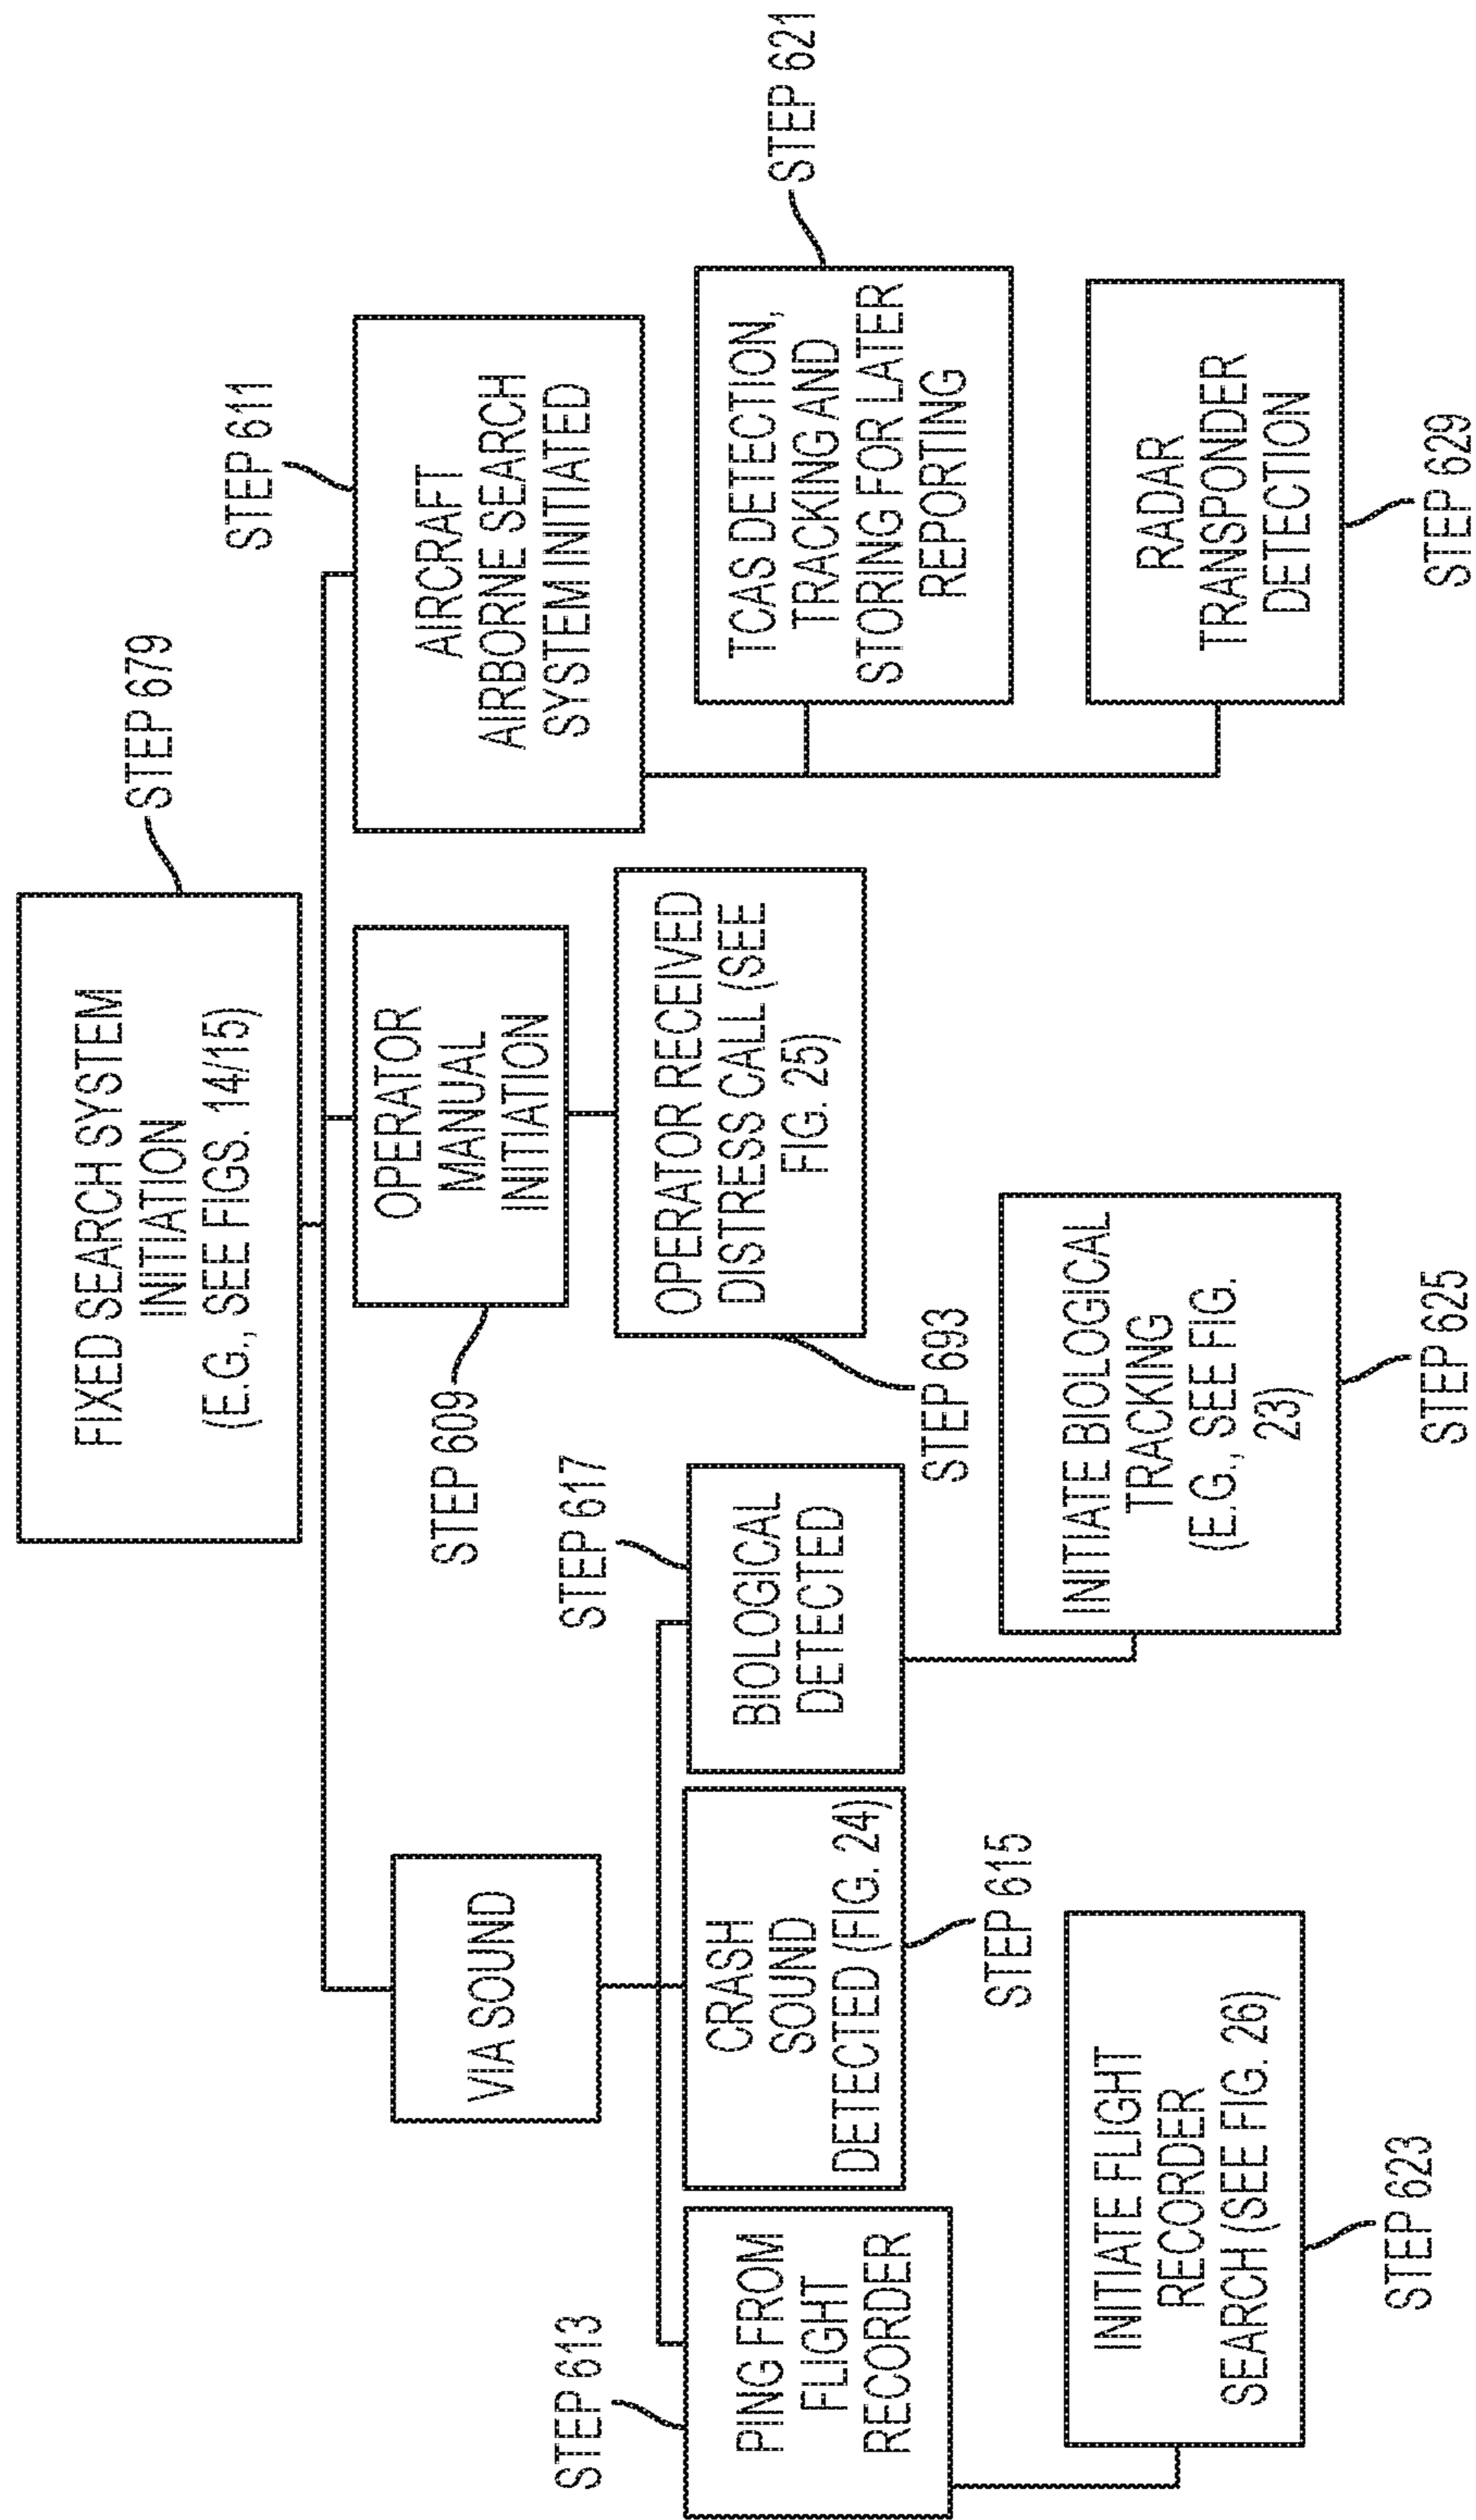 FIXED SEARCH SYSTEM
INITIATION
(E.G., SEE FIGS. 14/15)
STEP 679
VIA SOUND
OPERATOR
MANUAL
INITIATION
STEP 609
AIRCRAFT
AIRBORNE SEARCH
SYSTEM INITIATED
STEP 611
STEP 613
PING FROM
FLIGHT
RECORDER
CRASH
SOUND
DETECTED (FIG. 24)
STEP 615
STEP 617
BIOLOGICAL
DETECTED
OPERATOR RECEIVED
DISTRESS CALL (SEE
FIG. 25)
STEP 693
TCAS DETECTION,
TRACKING AND
STORING FOR LATER
REPORTING
STEP 621
INITIATE FLIGHT
RECORDER
SEARCH (SEE FIG. 26)
STEP 623
INITIATE BIOLOGICAL
TRACKING
(E.G., SEE FIG.
23)
STEP 625
RADAR
TRANSPONDER
DETECTION
STEP 629